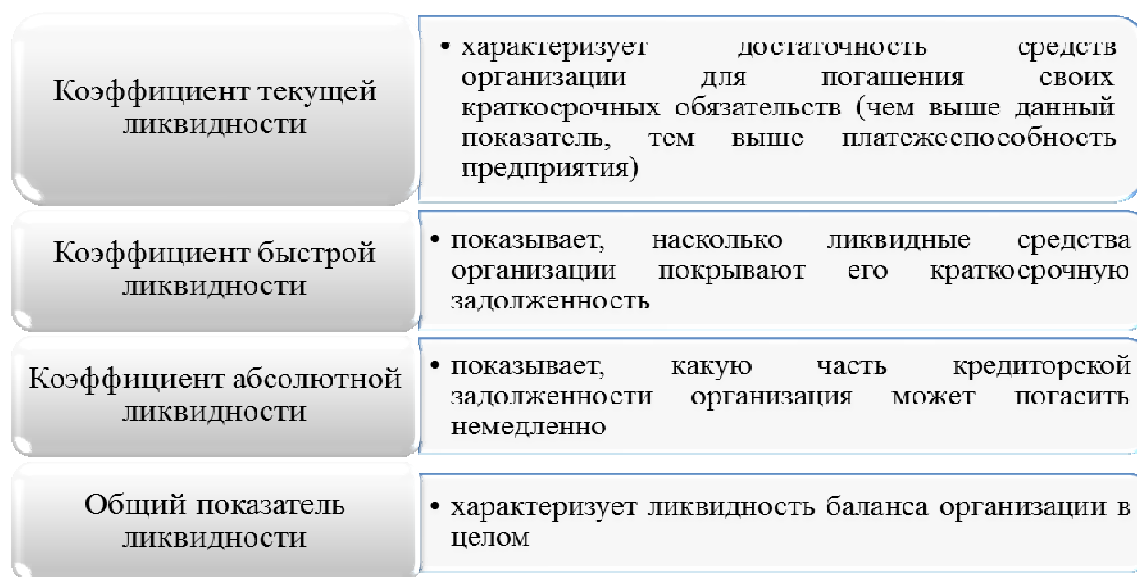 Коэффициент текущей
ликвидности
• характеризует достаточность средств
организации для погашения своих
краткосрочных обязательств (чем выше данный
показатель, тем выше платежеспособность
предприятия)
Коэффициент быстрой
ликвидности
• показывает, насколько ликвидные средства
организации покрывают его краткосрочную
задолженность
Коэффициент абсолютной
ликвидности
• показывает, какую часть кредиторской
задолженности организация может погасить
немедленно
Общий показатель
ликвидности
• характеризует ликвидность баланса организации в
целом